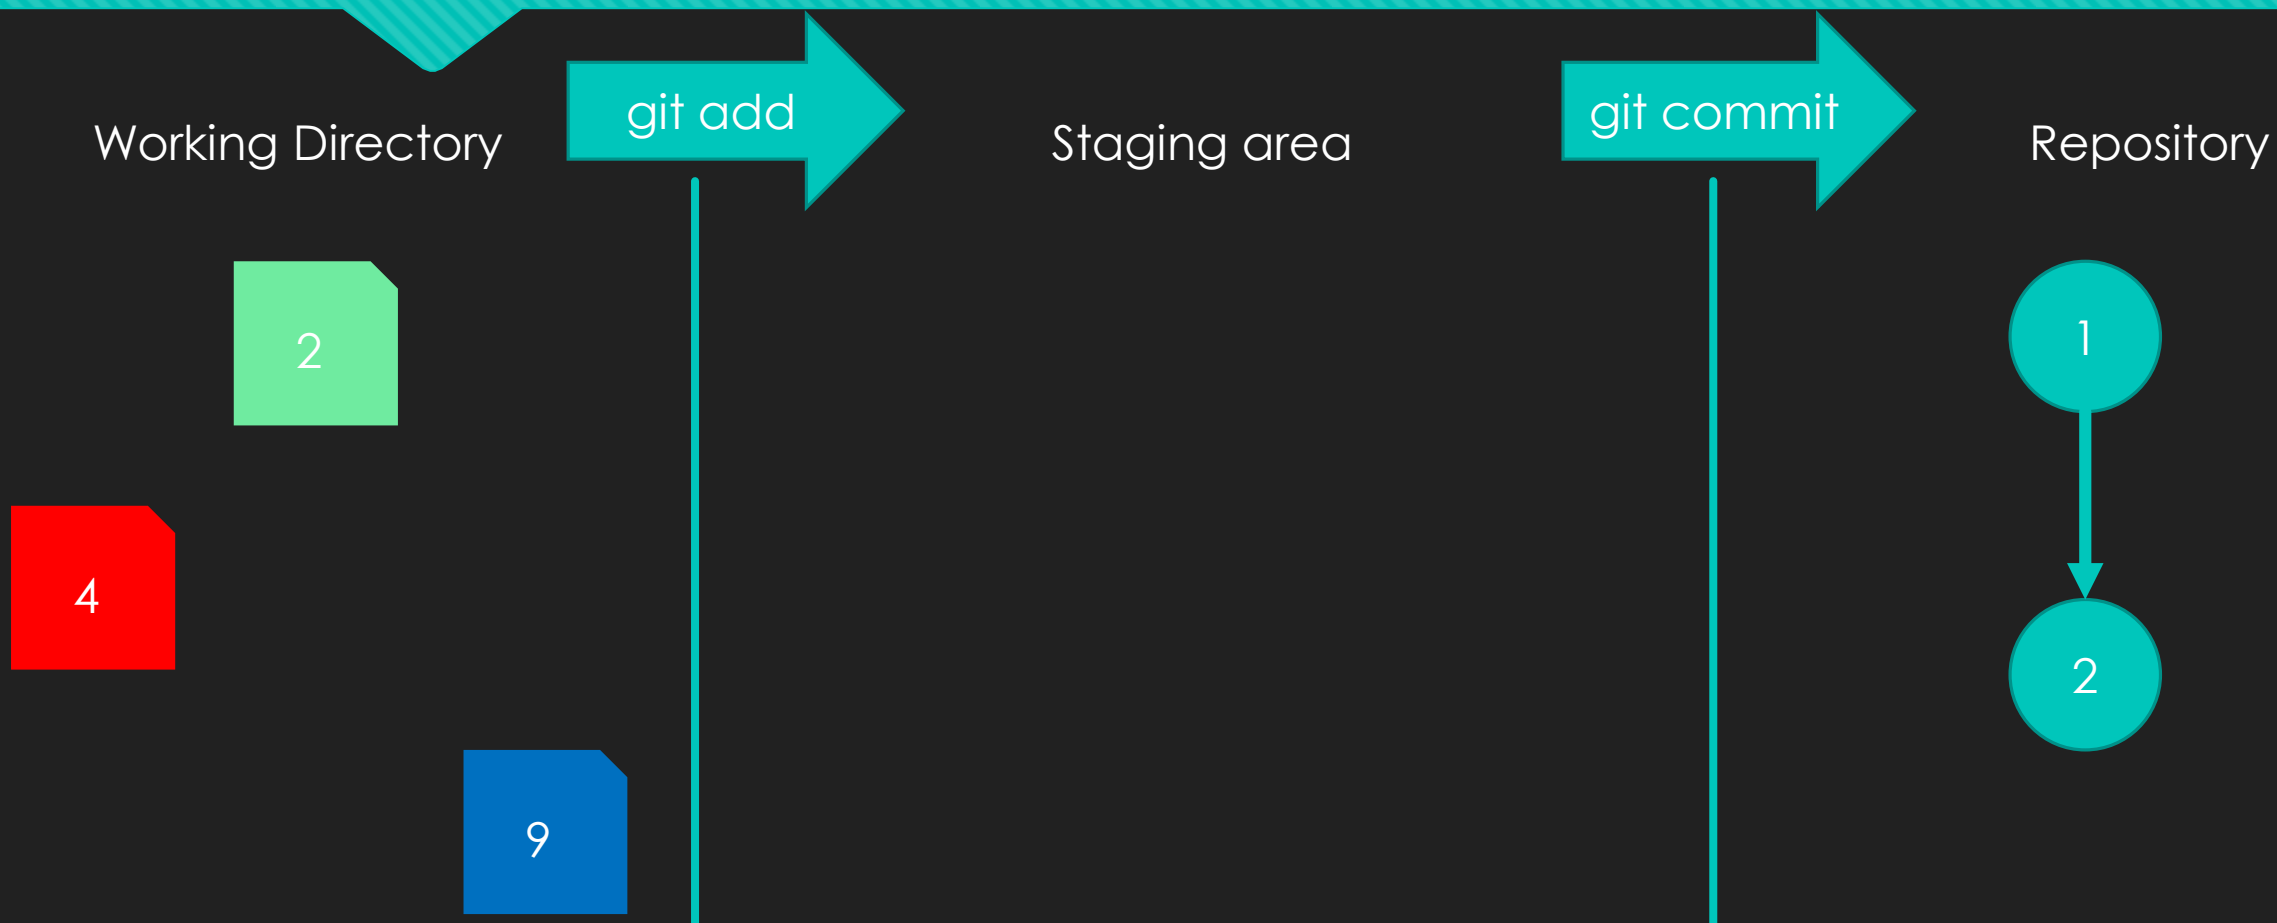 git add
git commit
Working Directory
Staging area
Repository
2
1
4
2
9